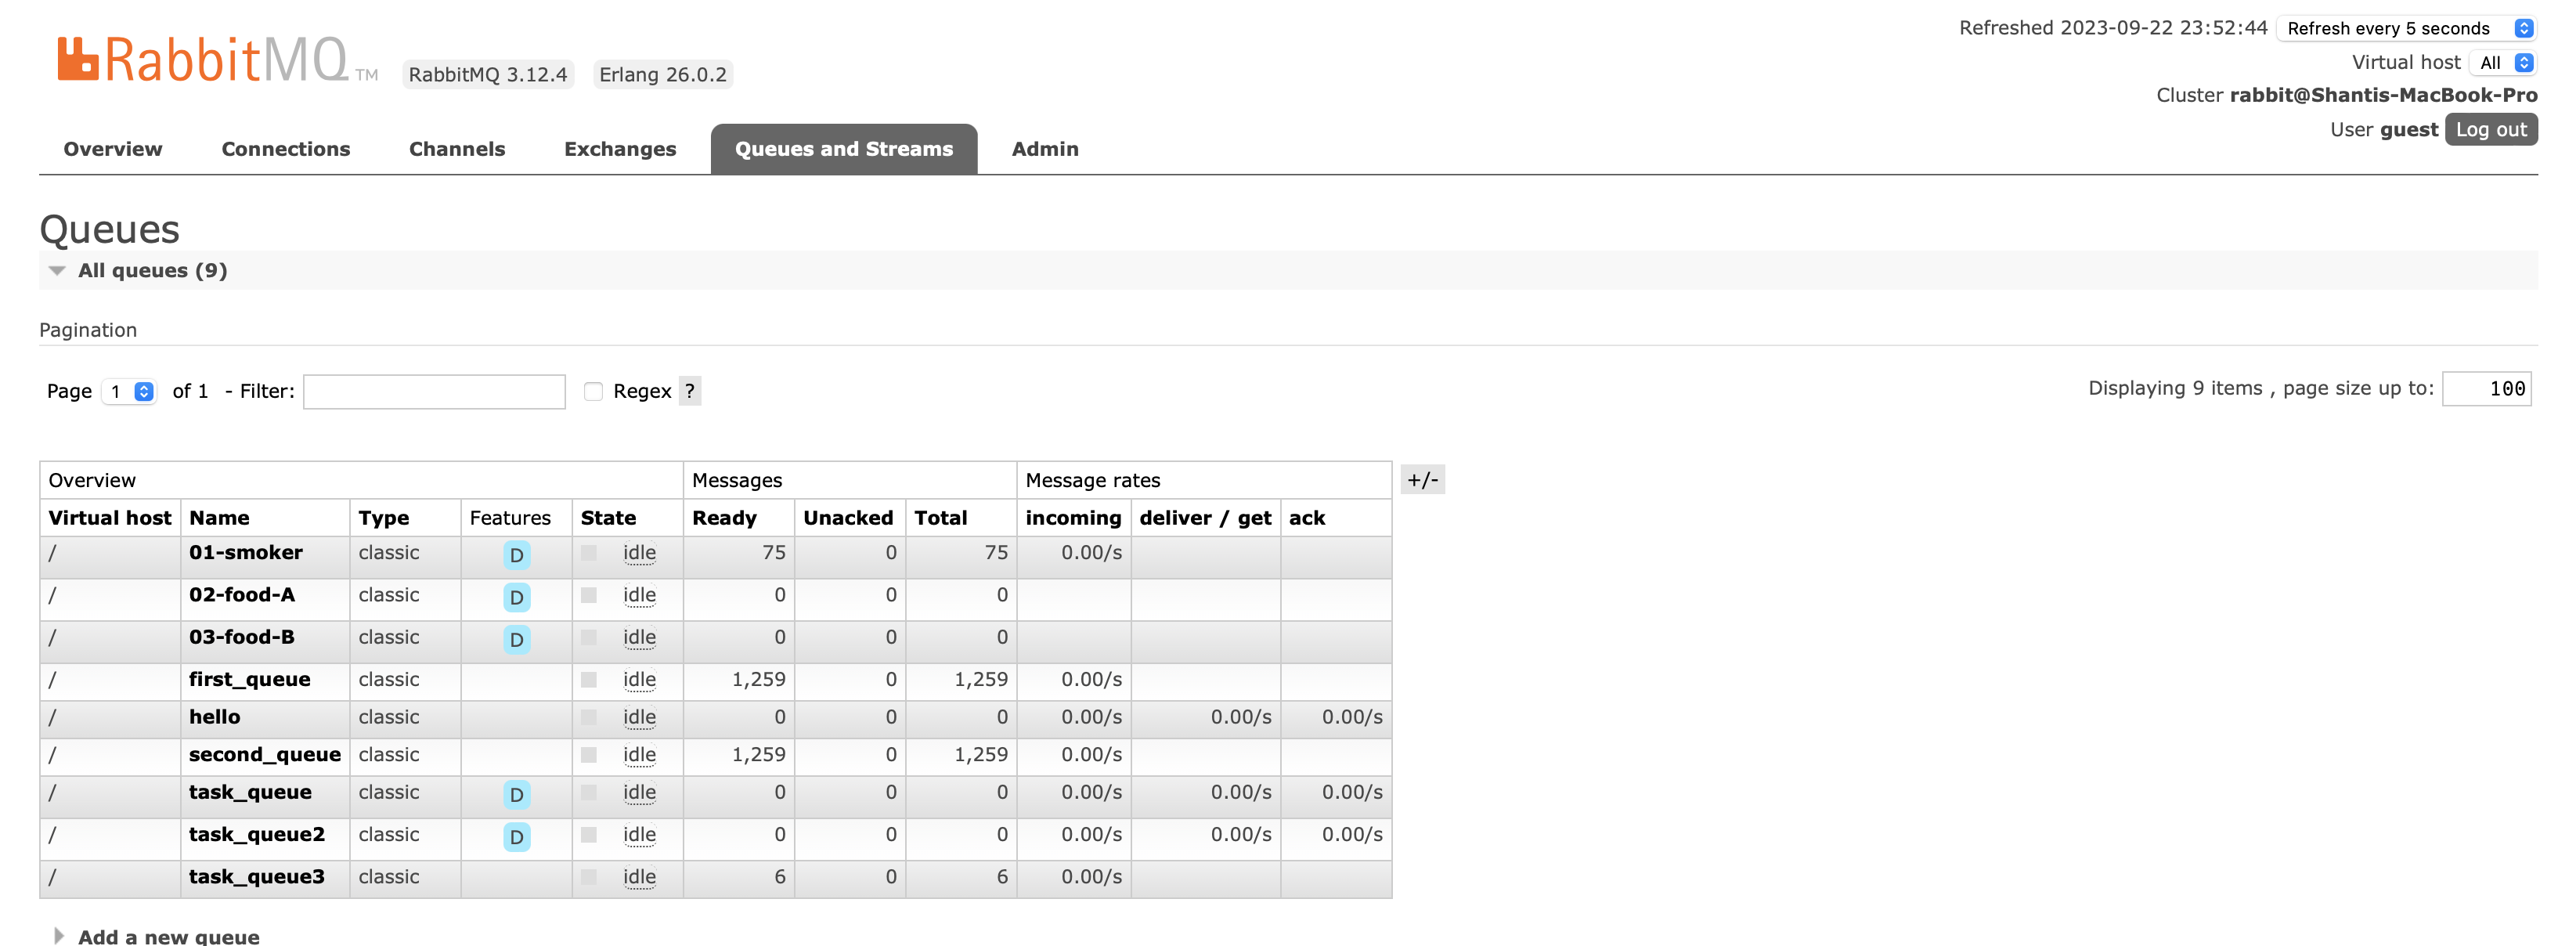 RabbitMQ TM RabbitMQ 3.12.4 Erlang 26.0.2
Refreshed 2023-09-22 23:52:44 Refresh every 5 seconds
Virtual host All
Cluster rabbit@Shantis-MacBook-Pro
User guest Log out
Overview Connections Channels Exchanges Queues and Streams Admin
Queues
All queues (9)
Pagination
Page 1 of 1 - Filter: Regex ? Displaying 9 items , page size up to: 100
Overview Messages Message rates +/-
Virtual host Name Type Features State Ready Unacked Total incoming deliver / get ack
/ 01-smoker classic D idle 75 0 75 0.00/s
/ 02-food-A classic D idle 0 0 0
/ 03-food-B classic D idle 0 0 0
/ first_queue classic idle 1,259 0 1,259 0.00/s
/ hello classic idle 0 0 0 0.00/s 0.00/s 0.00/s
/ second_queue classic idle 1,259 0 1,259 0.00/s
/ task_queue classic D idle 0 0 0 0.00/s 0.00/s 0.00/s
/ task_queue2 classic D idle 0 0 0 0.00/s 0.00/s 0.00/s
/ task_queue3 classic idle 6 0 6 0.00/s
Add a new queue